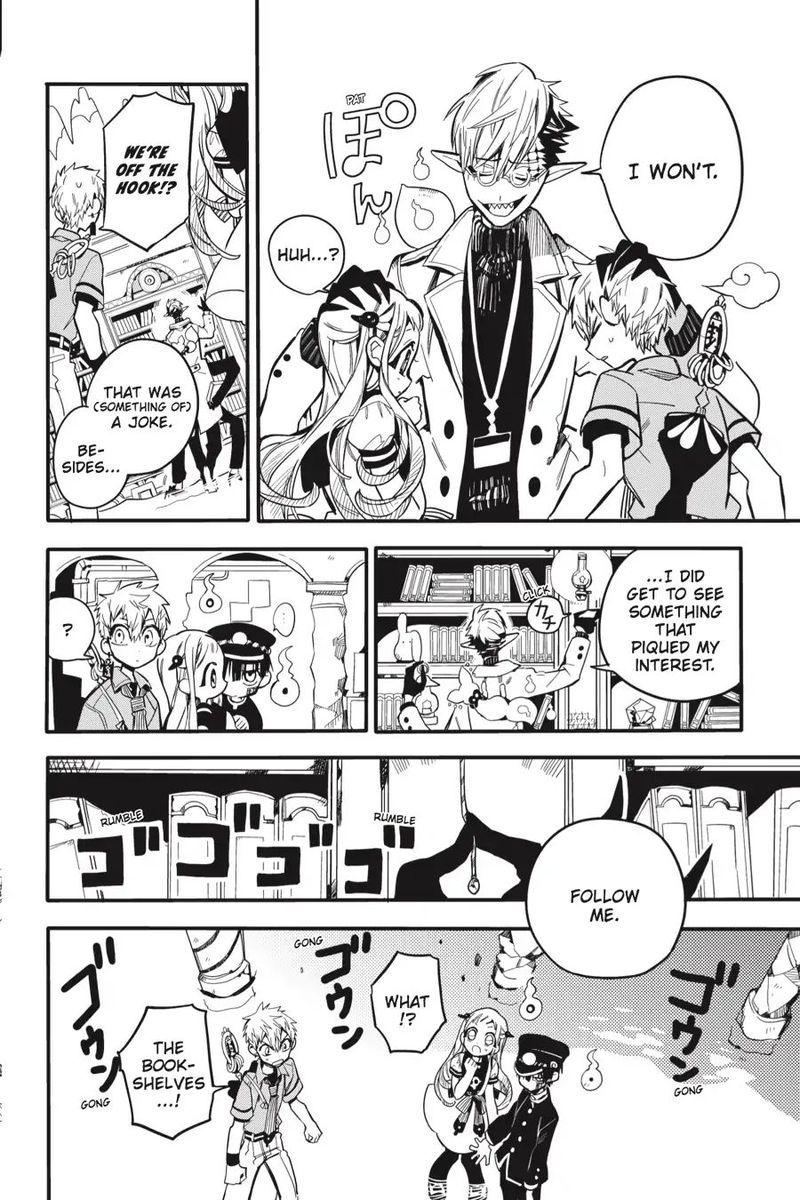 I WON'T.
PAT
ぽん
HUH...?
WE'RE
OFF THE
HOOK!?
THAT WAS
(SOMETHING OF)
A JOKE.
BE-
SIDES...
...I DID
GET TO SEE
SOMETHING
THAT
PIQUED MY
INTEREST.
CLICK
カチ
...
?
FOLLOW
ME.
RUMBLE
ゴゴゴゴ
RUMBLE
GONG
ゴウン
WHAT
!?
GONG
ゴウン
THE
BOOK-
SHELVES
...!
GONG
ゴウン